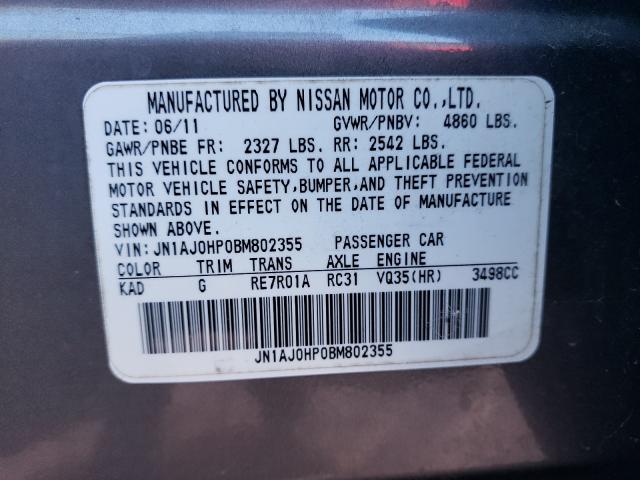 MANUFACTURED BY NISSAN MOTOR CO.,LTD.
DATE: 06/11 GVWR/PNBV: 4860 LBS.
GAWR/PNBE FR: 2327 LBS. RR: 2542 LBS.
THIS VEHICLE CONFORMS TO ALL APPLICABLE FEDERAL
MOTOR VEHICLE SAFETY,BUMPER,AND THEFT PREVENTION
STANDARDS IN EFFECT ON THE DATE OF MANUFACTURE
SHOWN ABOVE.
VIN: JN1AJ0HP0BM802355 PASSENGER CAR
COLOR TRIM TRANS AXLE ENGINE
KAD G RE7R01A RC31 VQ35(HR) 3498CC
JN1AJ0HP0BM802355